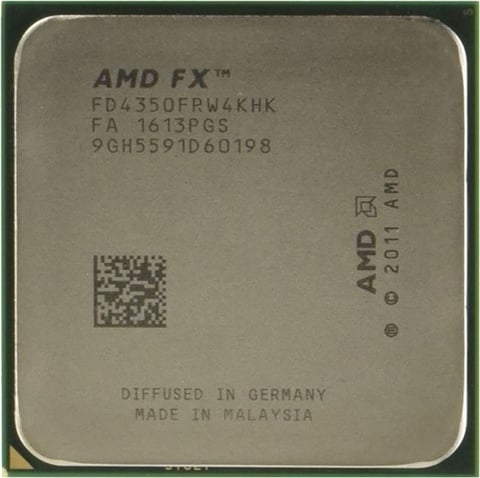 AMD FX™
FD4350FRW4KHK
FA 1613PGS
9GH5591D60198
AMD
® © 2011 AMD
DIFFUSED IN GERMANY
MADE IN MALAYSIA